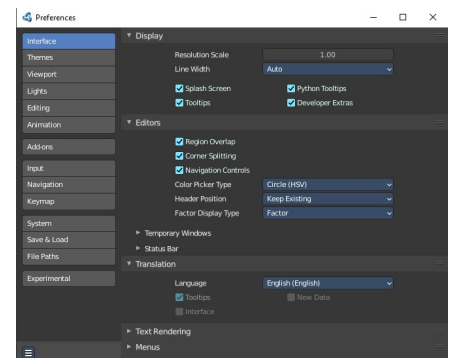 Preferences
Interface
Themes
Viewport
Lights
Editing
Animation
Add-ons
Input
Navigation
Keymap
System
Save & Load
File Paths
Experimental
Display
Resolution Scale 1.00
Line Width Auto
Splash Screen Python Tooltips
Tooltips Developer Extras
Editors
Region Overlap
Corner Splitting
Navigation Controls
Color Picker Type Circle (HSV)
Header Position Keep Existing
Factor Display Type Factor
Temporary Windows
Status Bar
Translation
Language English (English)
Tooltips New Data
Interface
Text Rendering
Menus